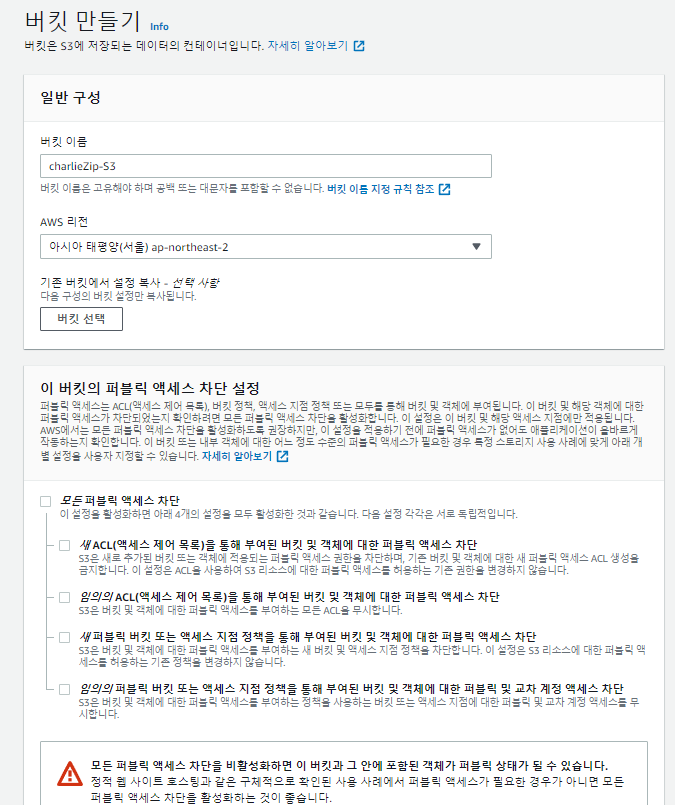 버킷 만들기 Info
버킷은 S3에 저장되는 데이터의 컨테이너입니다. 자세히 알아보기
일반 구성
버킷 이름
charlieZip-S3
버킷 이름은 고유해야 하며 공백 또는 대문자를 포함할 수 없습니다. 버킷 이름 지정 규칙 참조
AWS 리전
아시아 태평양(서울) ap-northeast-2
기존 버킷에서 설정 복사 - 선택 사항
다음 구성의 버킷 설정만 복사됩니다.
버킷 선택
이 버킷의 퍼블릭 액세스 차단 설정
퍼블릭 액세스는 ACL(액세스 제어 목록), 버킷 정책, 액세스 지점 정책 또는 모두를 통해 버킷 및 객체에 부여됩니다. 이 버킷 및 해당 객체에 대한
퍼블릭 액세스가 차단되었는지 확인하려면 모든 퍼블릭 액세스 차단을 활성화합니다. 이 설정은 이 버킷 및 해당 액세스 지점에만 적용됩니다.
AWS에서는 모든 퍼블릭 액세스 차단을 활성화하도록 권장하지만, 이 설정을 적용하기 전에 퍼블릭 액세스가 없어도 애플리케이션이 올바르게
작동하는지 확인합니다. 이 버킷 또는 내부 객체에 대한 어느 정도 수준의 퍼블릭 액세스가 필요한 경우 특정 스토리지 사용 사례에 맞게 아래 개
별 설정을 사용자 지정할 수 있습니다. 자세히 알아보기
모든 퍼블릭 액세스 차단
이 설정을 활성화하면 아래 4개의 설정을 모두 활성화한 것과 같습니다. 다음 설정 각각은 서로 독립적입니다.
새 ACL(액세스 제어 목록)을 통해 부여된 버킷 및 객체에 대한 퍼블릭 액세스 차단
S3은 새로 추가된 버킷 또는 객체에 적용되는 퍼블릭 액세스 권한을 차단하며, 기존 버킷 및 객체에 대한 새 퍼블릭 액세스 ACL 생성을
금지합니다. 이 설정은 ACL을 사용하여 S3 리소스에 대한 퍼블릭 액세스를 허용하는 기존 권한을 변경하지 않습니다.
임의의 ACL(액세스 제어 목록)을 통해 부여된 버킷 및 객체에 대한 퍼블릭 액세스 차단
S3은 버킷 및 객체에 대한 퍼블릭 액세스를 부여하는 모든 ACL을 무시합니다.
새 퍼블릭 버킷 또는 액세스 지점 정책을 통해 부여된 버킷 및 객체에 대한 퍼블릭 액세스 차단
S3은 버킷 및 객체에 대한 퍼블릭 액세스를 부여하는 새 버킷 및 액세스 지점 정책을 차단합니다. 이 설정은 S3 리소스에 대한 퍼블릭 액
세스를 허용하는 기존 정책을 변경하지 않습니다.
임의의 퍼블릭 버킷 또는 액세스 지점 정책을 통해 부여된 버킷 및 객체에 대한 퍼블릭 및 교차 계정 액세스 차단
S3은 버킷 및 객체에 대한 퍼블릭 액세스를 부여하는 정책을 사용하는 버킷 또는 액세스 지점에 대한 퍼블릭 및 교차 계정 액세스를 무
시합니다.
모든 퍼블릭 액세스 차단을 비활성화하면 이 버킷과 그 안에 포함된 객체가 퍼블릭 상태가 될 수 있습니다.
정적 웹 사이트 호스팅과 같은 구체적으로 확인된 사용 사례에서 퍼블릭 액세스가 필요한 경우가 아니면 모든
퍼블릭 액세스 차단을 활성화하는 것이 좋습니다.